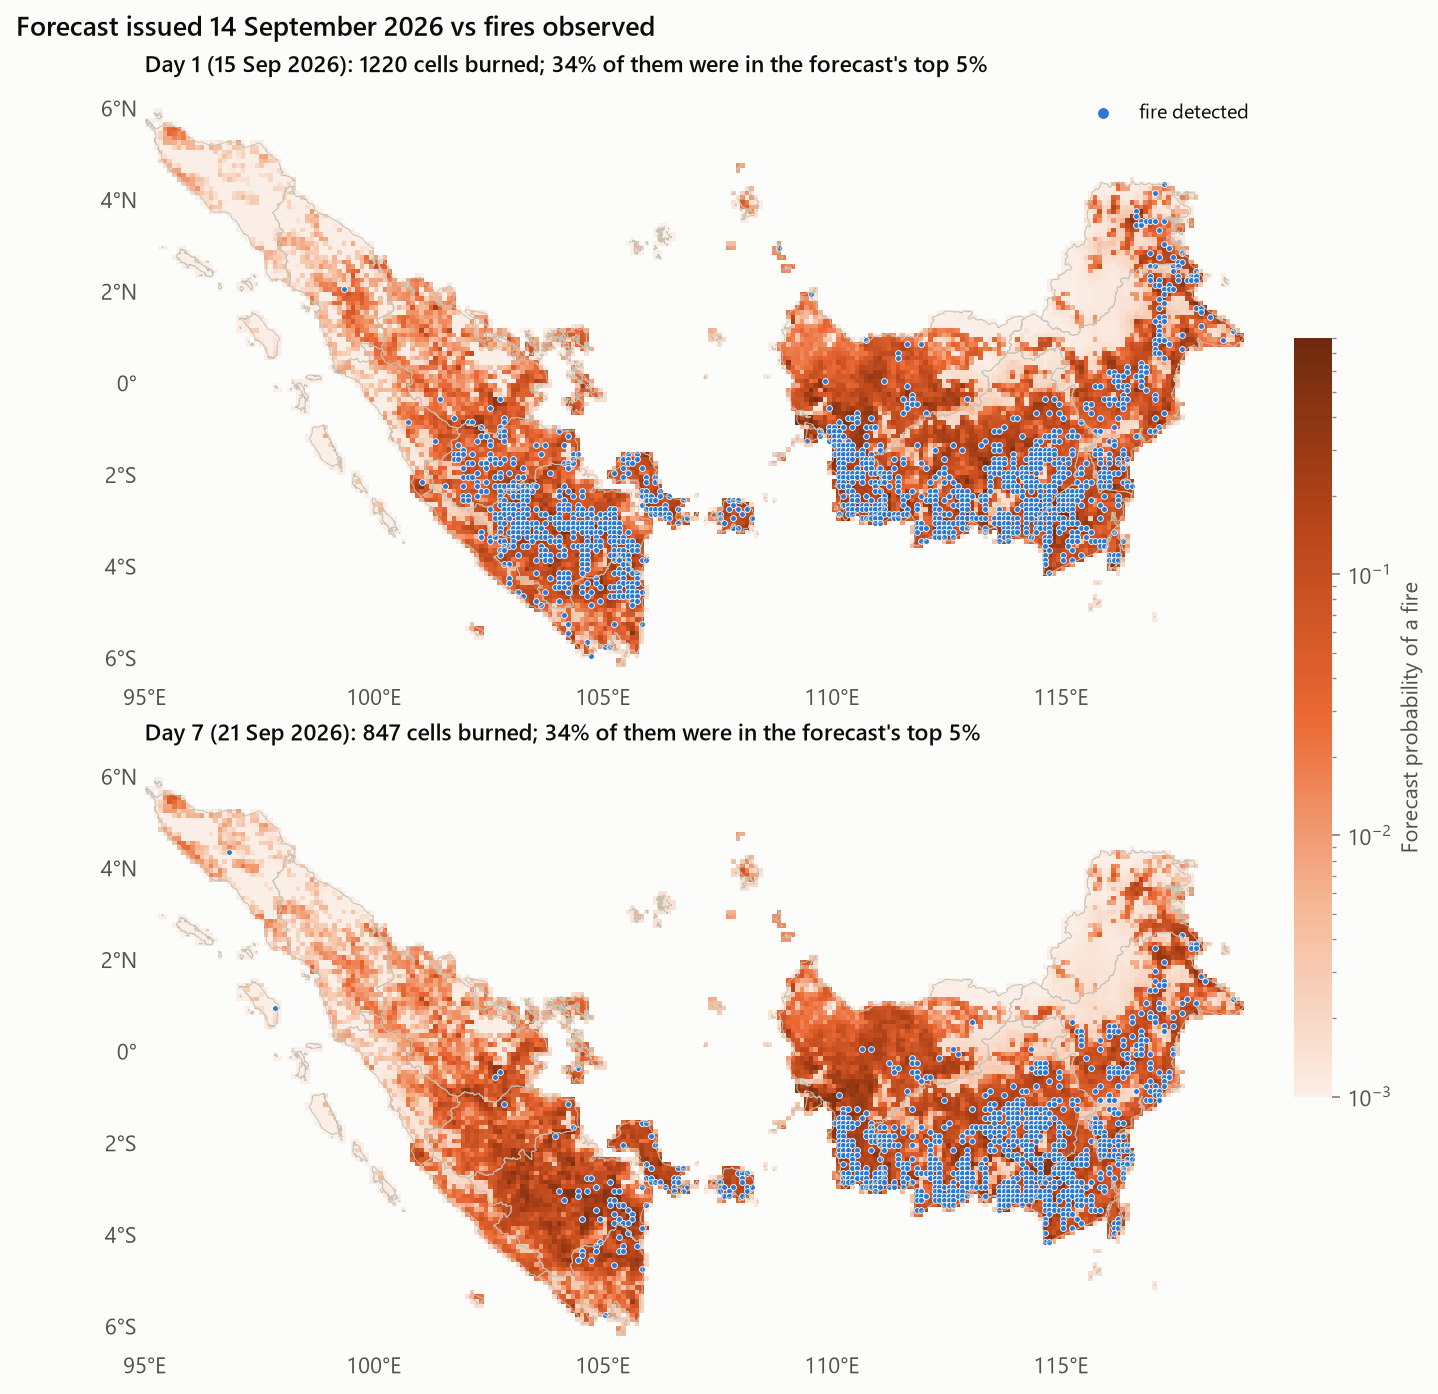 Forecast issued 14 September 2026 vs fires observed
Day 1 (15 Sep 2026): 1220 cells burned; 34% of them were in the forecast's top 5%
fire detected
6°N
4°N
2°N
0°
2°S
4°S
6°S
95°E 100°E 105°E 110°E 115°E
Day 7 (21 Sep 2026): 847 cells burned; 34% of them were in the forecast's top 5%
6°N
4°N
2°N
0°
2°S
4°S
6°S
95°E 100°E 105°E 110°E 115°E
10⁻¹
10⁻²
10⁻³
Forecast probability of a fire